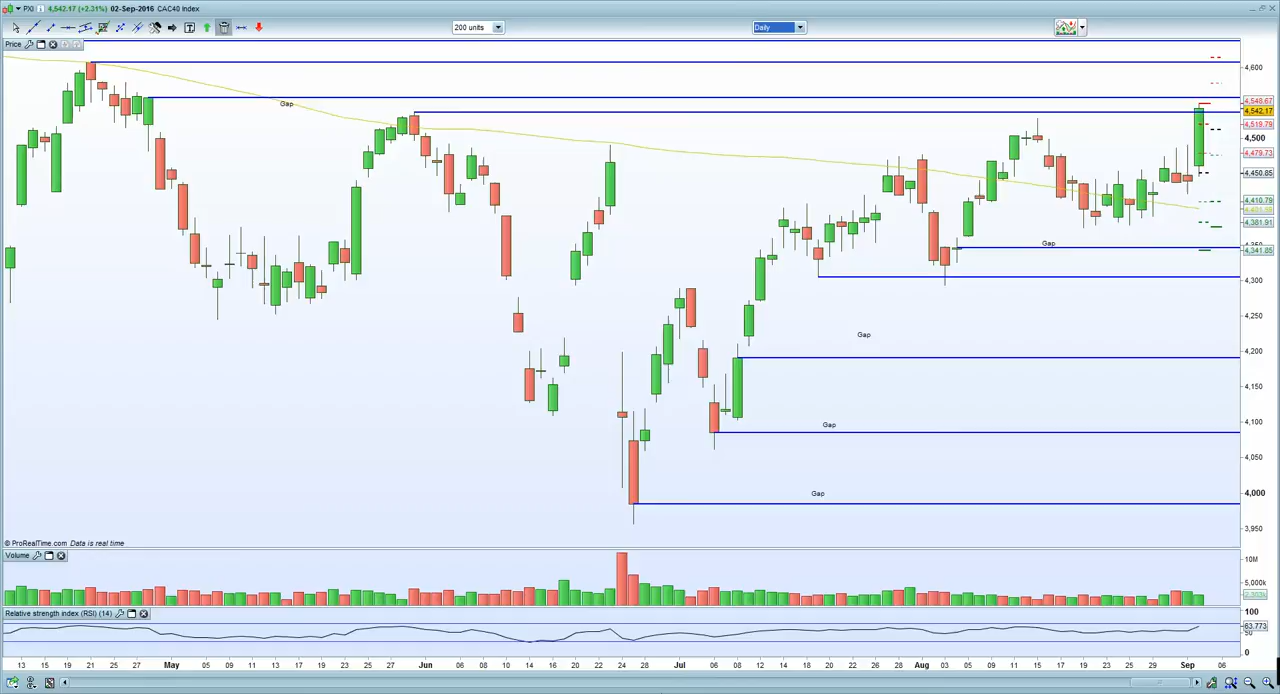 PXI 4,542.17 (+2.31%) 02-Sep-2016 CAC40 Index
200 units
Daily
Price
4,600
4,548.67
4,542.17
4,519.79
4,500
4,479.73
4,450.85
4,410.79
4,381.91
4,341.85
4,300
4,250
4,200
4,150
4,100
4,050
4,000
3,950
Gap
Gap
Gap
Gap
Gap
© ProRealTime.com Data is real time
Volume
10M
5,000k
Relative strength index (RSI) (14)
100
63.773
50
0
13 15 19 21 25 27 May 05 09 11 13 17 19 23 25 27 Jun 06 08 10 14 16 20 22 24 28 Jul 06 08 12 14 18 20 22 26 28 Aug 03 05 09 11 15 17 19 23 25 29 Sep 06